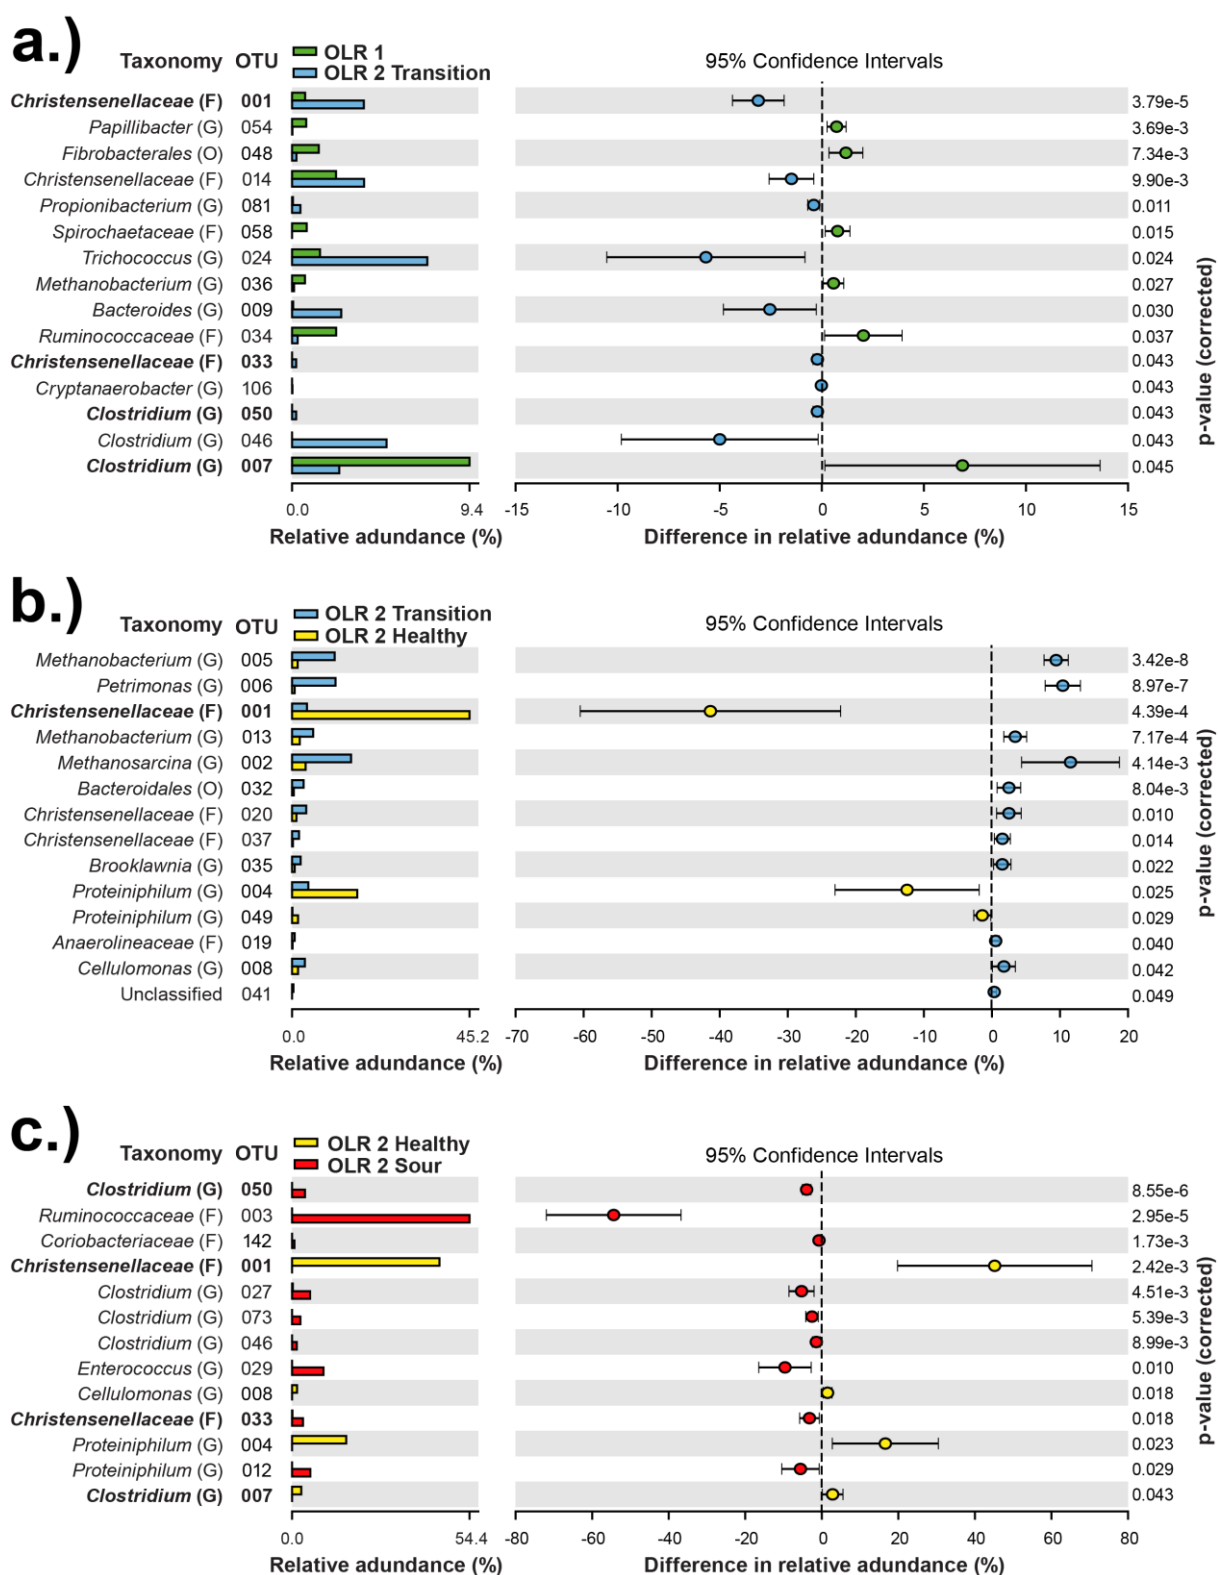 a.)
Taxonomy OTU
OLR 1
OLR 2 Transition
95% Confidence Intervals
Christensenellaceae (F) 001 3.79e-5
Papillibacter (G) 054 3.69e-3
Fibrobacterales (O) 048 7.34e-3
Christensenellaceae (F) 014 9.90e-3
Propionibacterium (G) 081 0.011
Spirochaetaceae (F) 058 0.015
Trichococcus (G) 024 0.024
Methanobacterium (G) 036 0.027
Bacteroides (G) 009 0.030
Ruminococcaceae (F) 034 0.037
Christensenellaceae (F) 033 0.043
Cryptanaerobacter (G) 106 0.043
Clostridium (G) 050 0.043
Clostridium (G) 046 0.043
Clostridium (G) 007 0.045
p-value (corrected)
0.0 9.4 -15 -10 -5 0 5 10 15
Relative adundance (%) Difference in relative adundance (%)
b.)
Taxonomy OTU
OLR 2 Transition
OLR 2 Healthy
95% Confidence Intervals
Methanobacterium (G) 005 3.42e-8
Petrimonas (G) 006 8.97e-7
Christensenellaceae (F) 001 4.39e-4
Methanobacterium (G) 013 7.17e-4
Methanosarcina (G) 002 4.14e-3
Bacteroidales (O) 032 8.04e-3
Christensenellaceae (F) 020 0.010
Christensenellaceae (F) 037 0.014
Brooklawnia (G) 035 0.022
Proteiniphilum (G) 004 0.025
Proteiniphilum (G) 049 0.029
Anaerolineaceae (F) 019 0.040
Cellulomonas (G) 008 0.042
Unclassified 041 0.049
p-value (corrected)
0.0 45.2 -70 -60 -50 -40 -30 -20 -10 0 10 20
Relative adundance (%) Difference in relative adundance (%)
c.)
Taxonomy OTU
OLR 2 Healthy
OLR 2 Sour
95% Confidence Intervals
Clostridium (G) 050 8.55e-6
Ruminococcaceae (F) 003 2.95e-5
Coriobacteriaceae (F) 142 1.73e-3
Christensenellaceae (F) 001 2.42e-3
Clostridium (G) 027 4.51e-3
Clostridium (G) 073 5.39e-3
Clostridium (G) 046 8.99e-3
Enterococcus (G) 029 0.010
Cellulomonas (G) 008 0.018
Christensenellaceae (F) 033 0.018
Proteiniphilum (G) 004 0.023
Proteiniphilum (G) 012 0.029
Clostridium (G) 007 0.043
p-value (corrected)
0.0 54.4 -80 -60 -40 -20 0 20 40 60 80
Relative adundance (%) Difference in relative adundance (%)